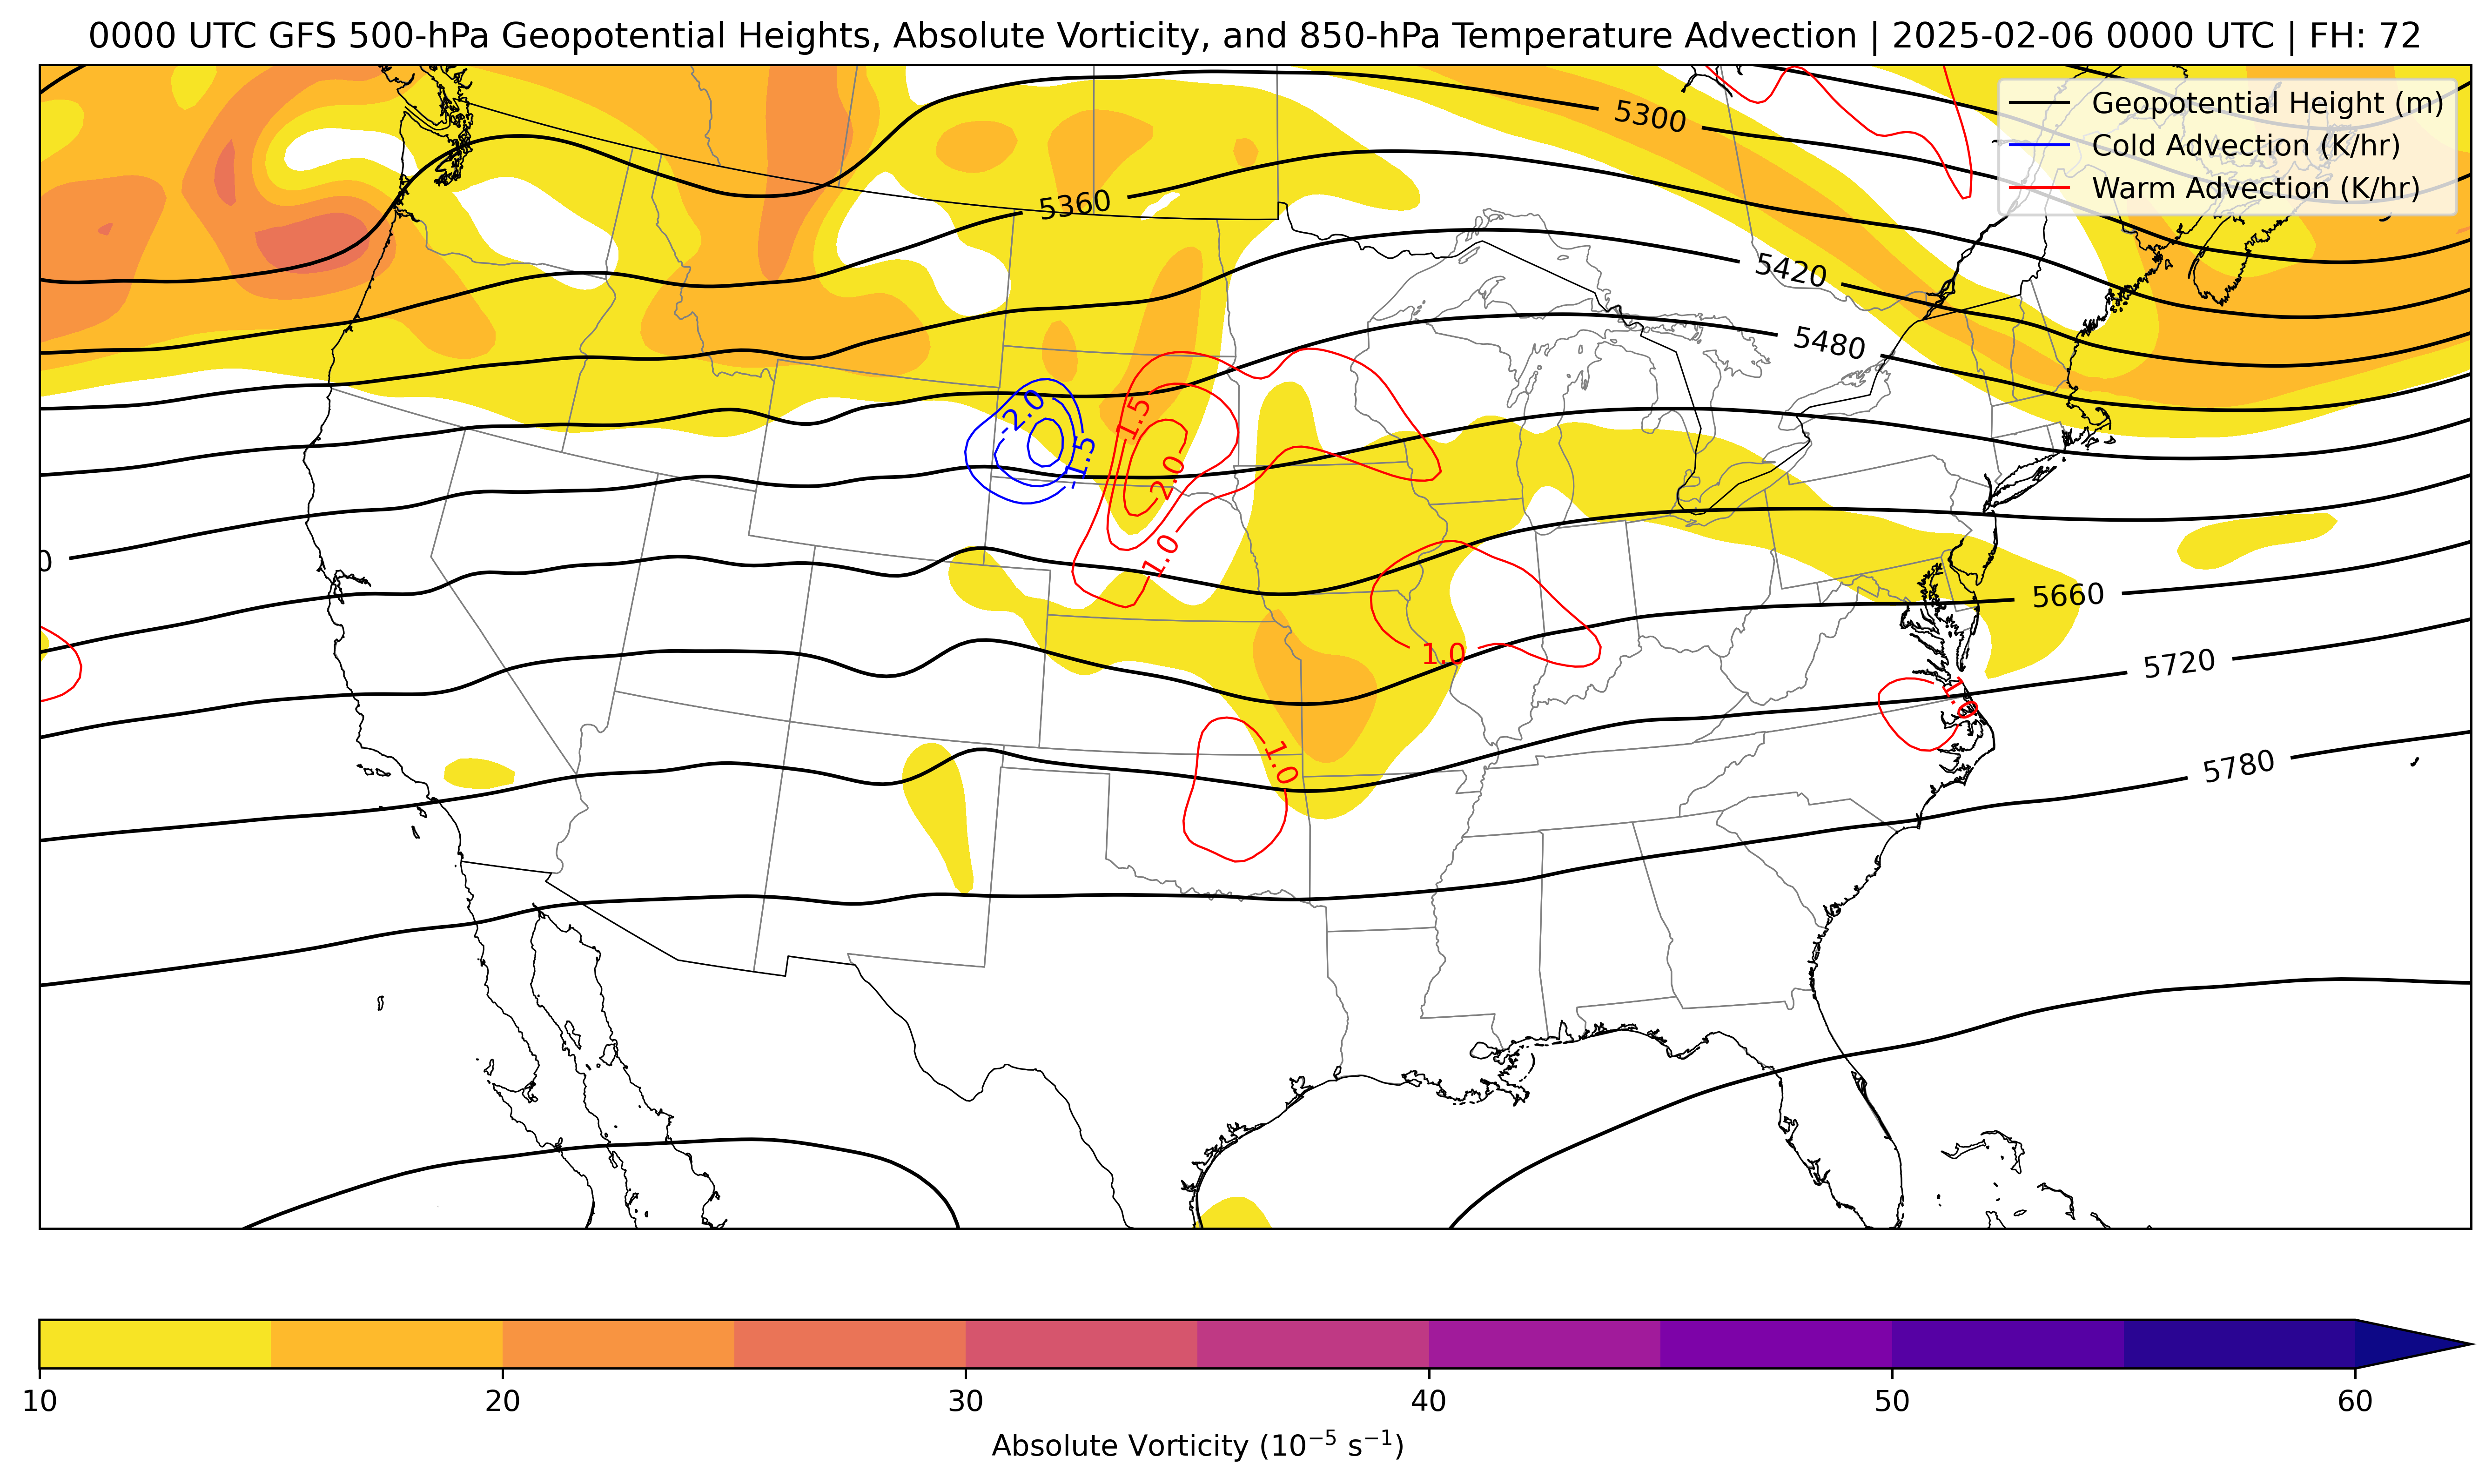 0000 UTC GFS 500-hPa Geopotential Heights, Absolute Vorticity, and 850-hPa Temperature Advection | 2025-02-06 0000 UTC | FH: 72
Geopotential Height (m)
Cold Advection (K/hr)
Warm Advection (K/hr)
5300
5360
5420
5480
-2.0
1.5
-1.5
2.0
0
1.0
5660
1.0
5720
1.0
1.0
5780
10 20 30 40 50 60
Absolute Vorticity (10⁻⁵ s⁻¹)